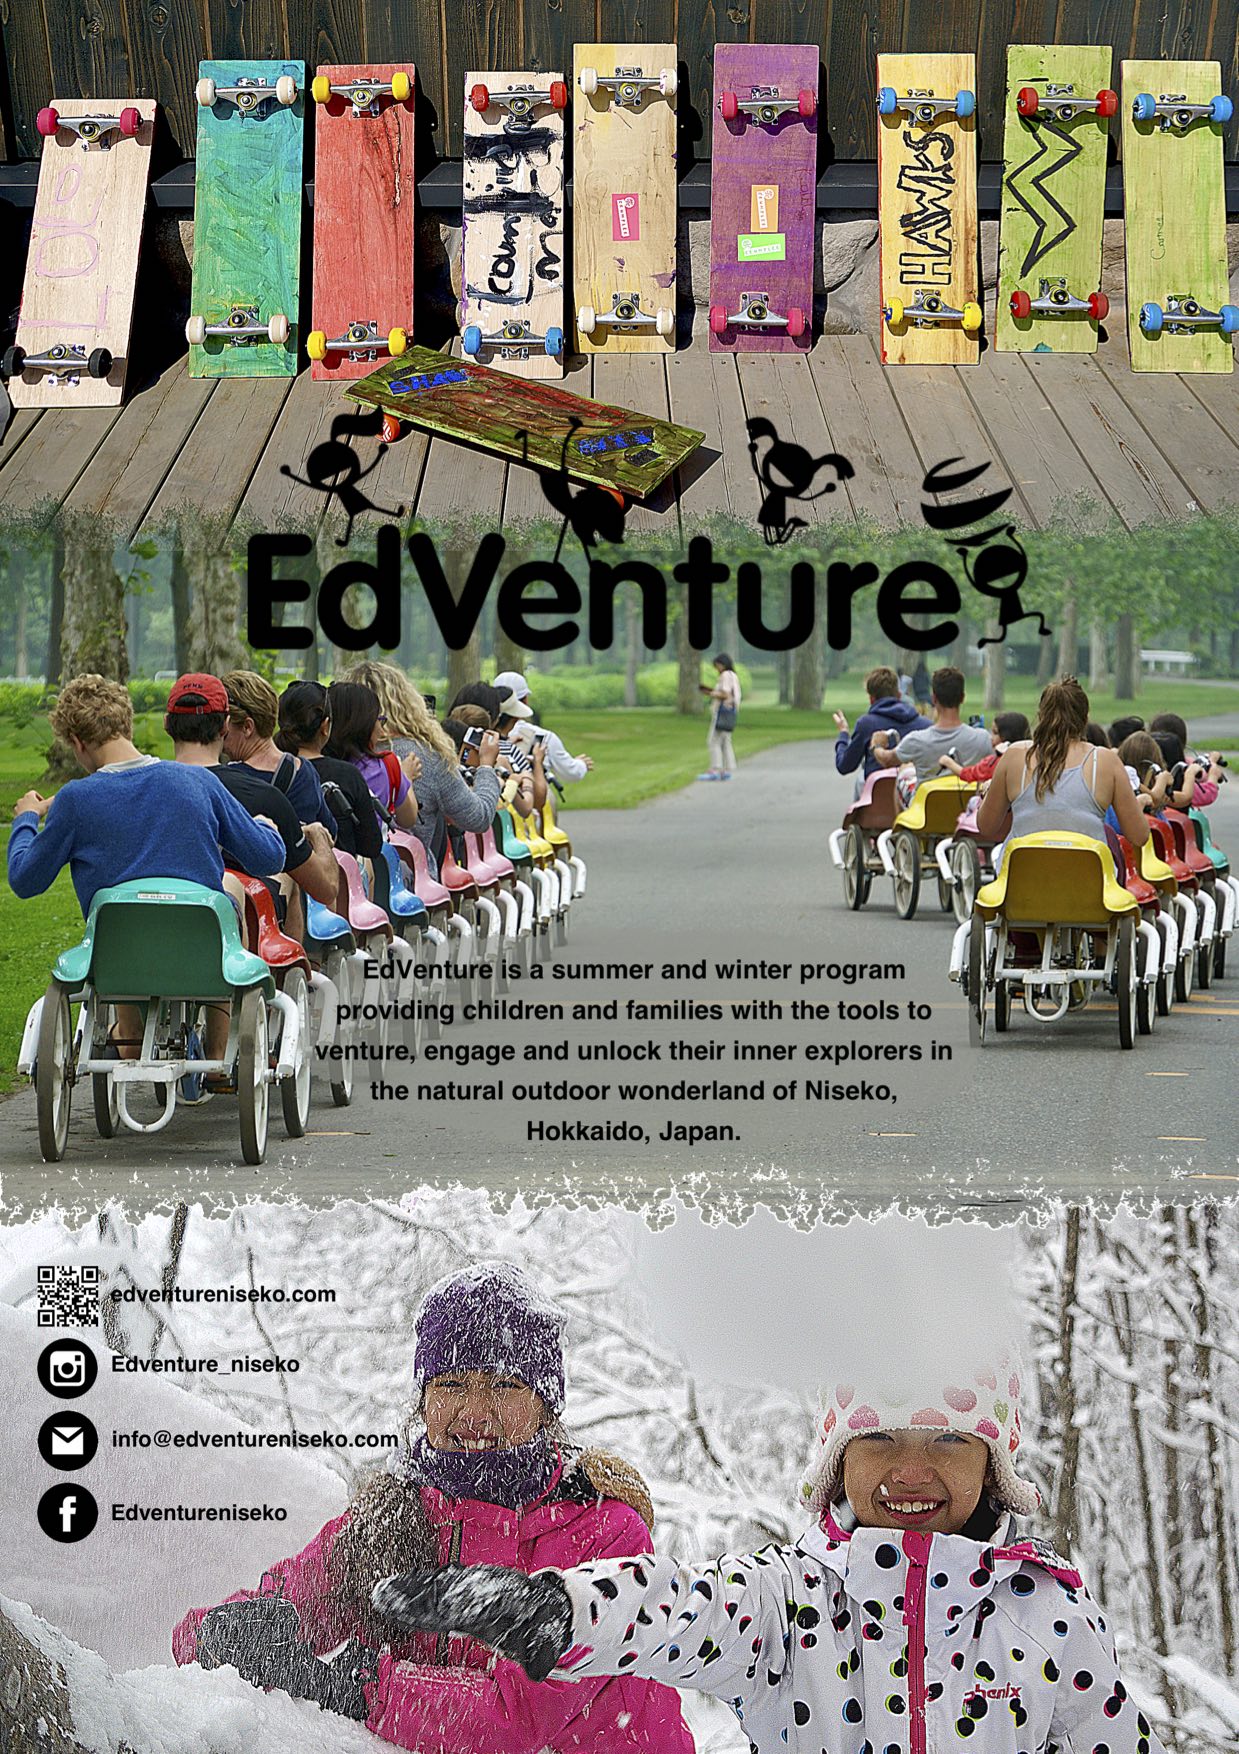 HAWKS
EdVenture
EdVenture is a summer and winter program
providing children and families with the tools to
venture, engage and unlock their inner explorers in
the natural outdoor wonderland of Niseko,
Hokkaido, Japan.
edventureniseko.com
Edventure_niseko
info@edventureniseko.com
Edventureniseko
phenix